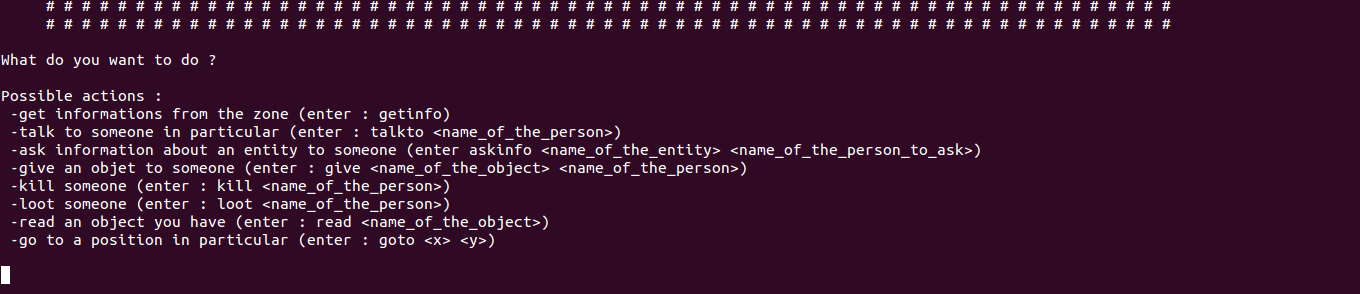 # # # # # # # # # # # # # # # # # # # # # # # # # # # # # # # # # # # # # # # # # # # # # # # # # # # # # # # # # # # # # # #
# # # # # # # # # # # # # # # # # # # # # # # # # # # # # # # # # # # # # # # # # # # # # # # # # # # # # # # # # # # # # # #
What do you want to do ?
Possible actions :
-get informations from the zone (enter : getinfo)
-talk to someone in particular (enter : talkto <name_of_the_person>)
-ask information about an entity to someone (enter askinfo <name_of_the_entity> <name_of_the_person_to_ask>)
-give an objet to someone (enter : give <name_of_the_object> <name_of_the_person>)
-kill someone (enter : kill <name_of_the_person>)
-loot someone (enter : loot <name_of_the_person>)
-read an object you have (enter : read <name_of_the_object>)
-go to a position in particular (enter : goto <x> <y>)